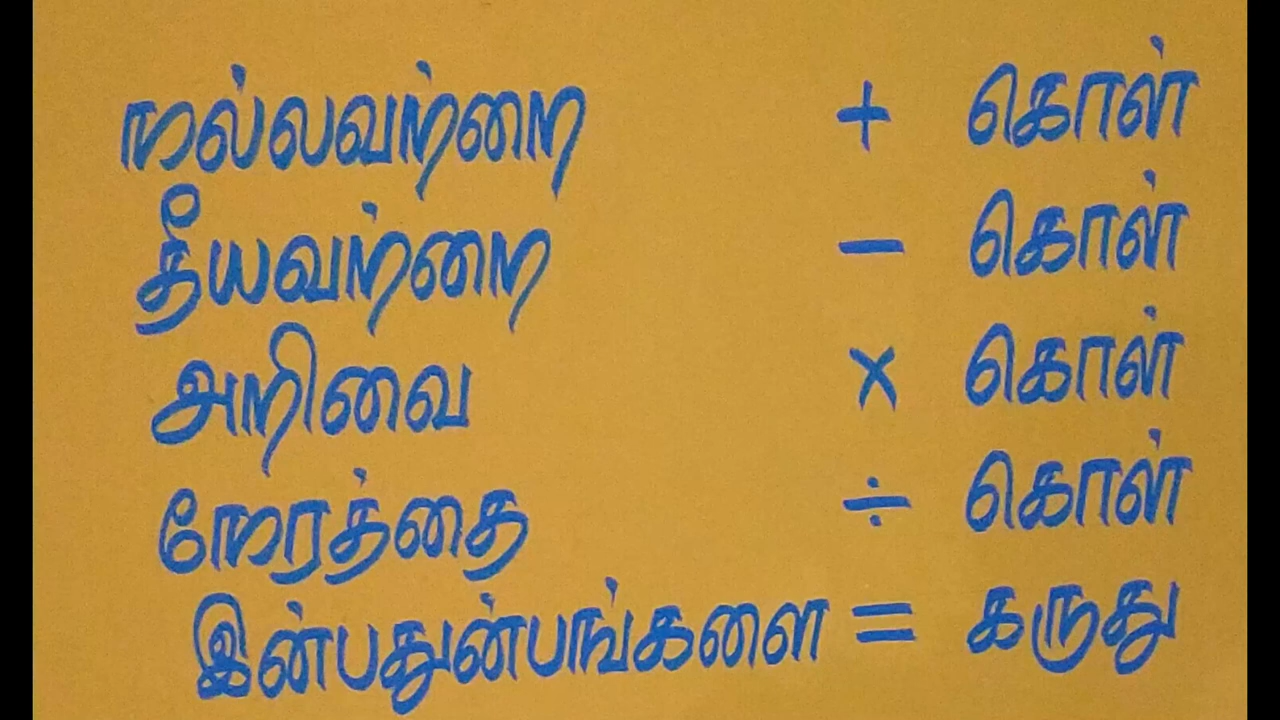 நல்லவற்றை + கொள்
தீயவற்றை - கொள்
அறிவை × கொள்
நேரத்தை ÷ கொள்
இன்பதுன்பங்களை = கருது